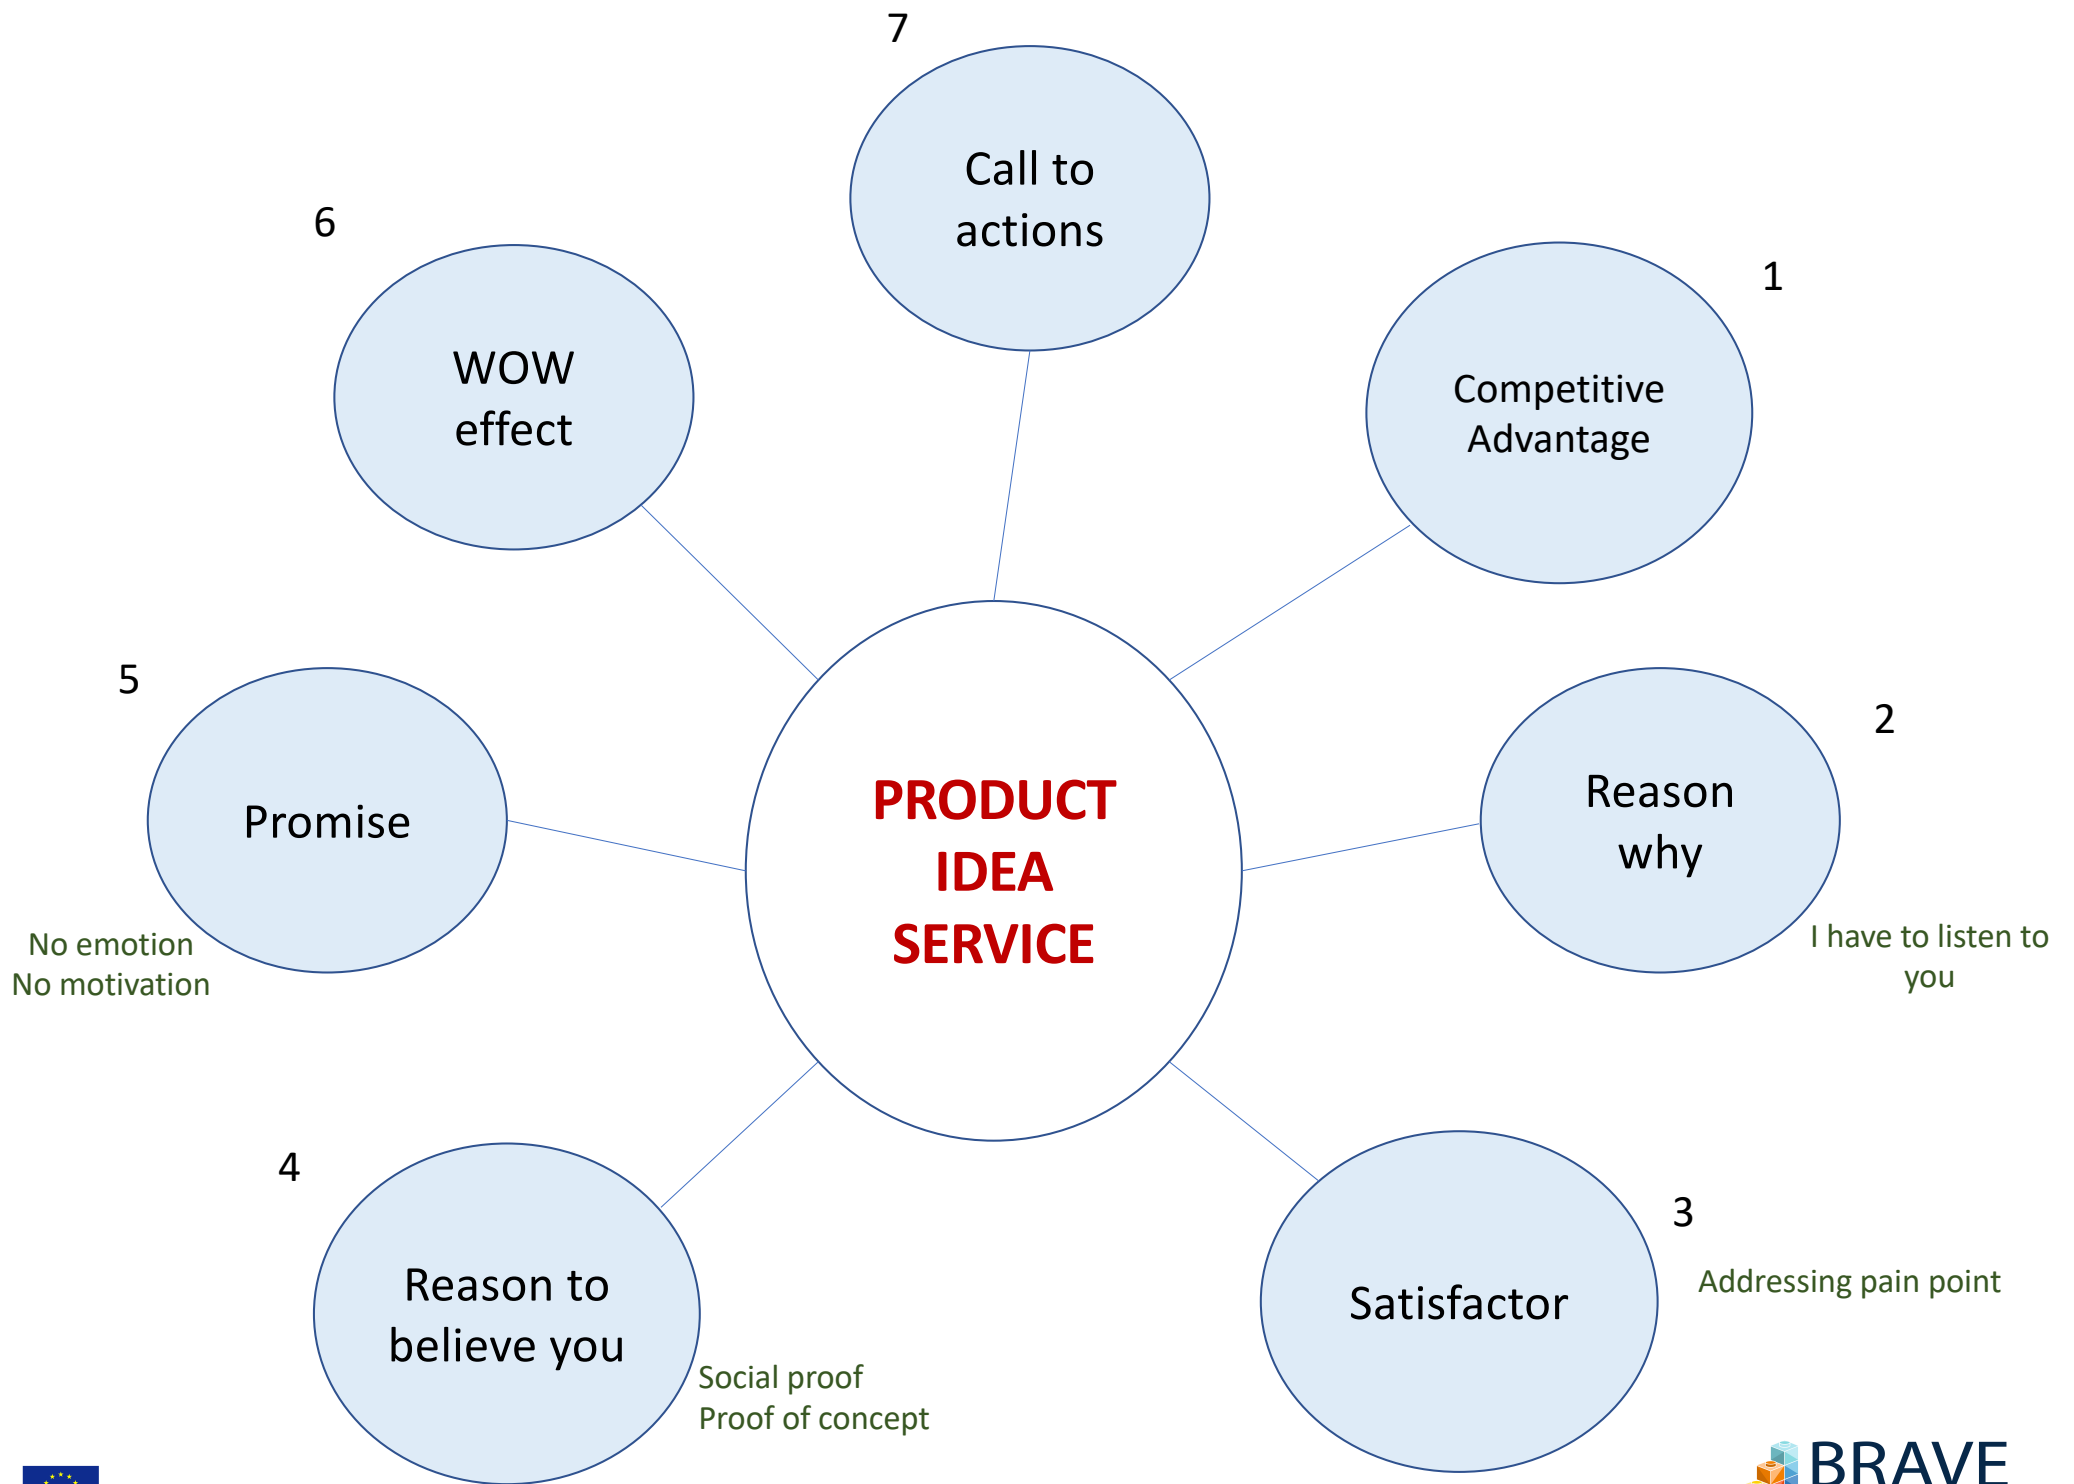 7
Call to
actions
6
WOW
effect
1
Competitive
Advantage
5
Promise
No emotion
No motivation
PRODUCT
IDEA
SERVICE
2
Reason
why
I have to listen to
you
4
Reason to
believe you
Social proof
Proof of concept
3
Satisfactor
Addressing pain point
BRAVE